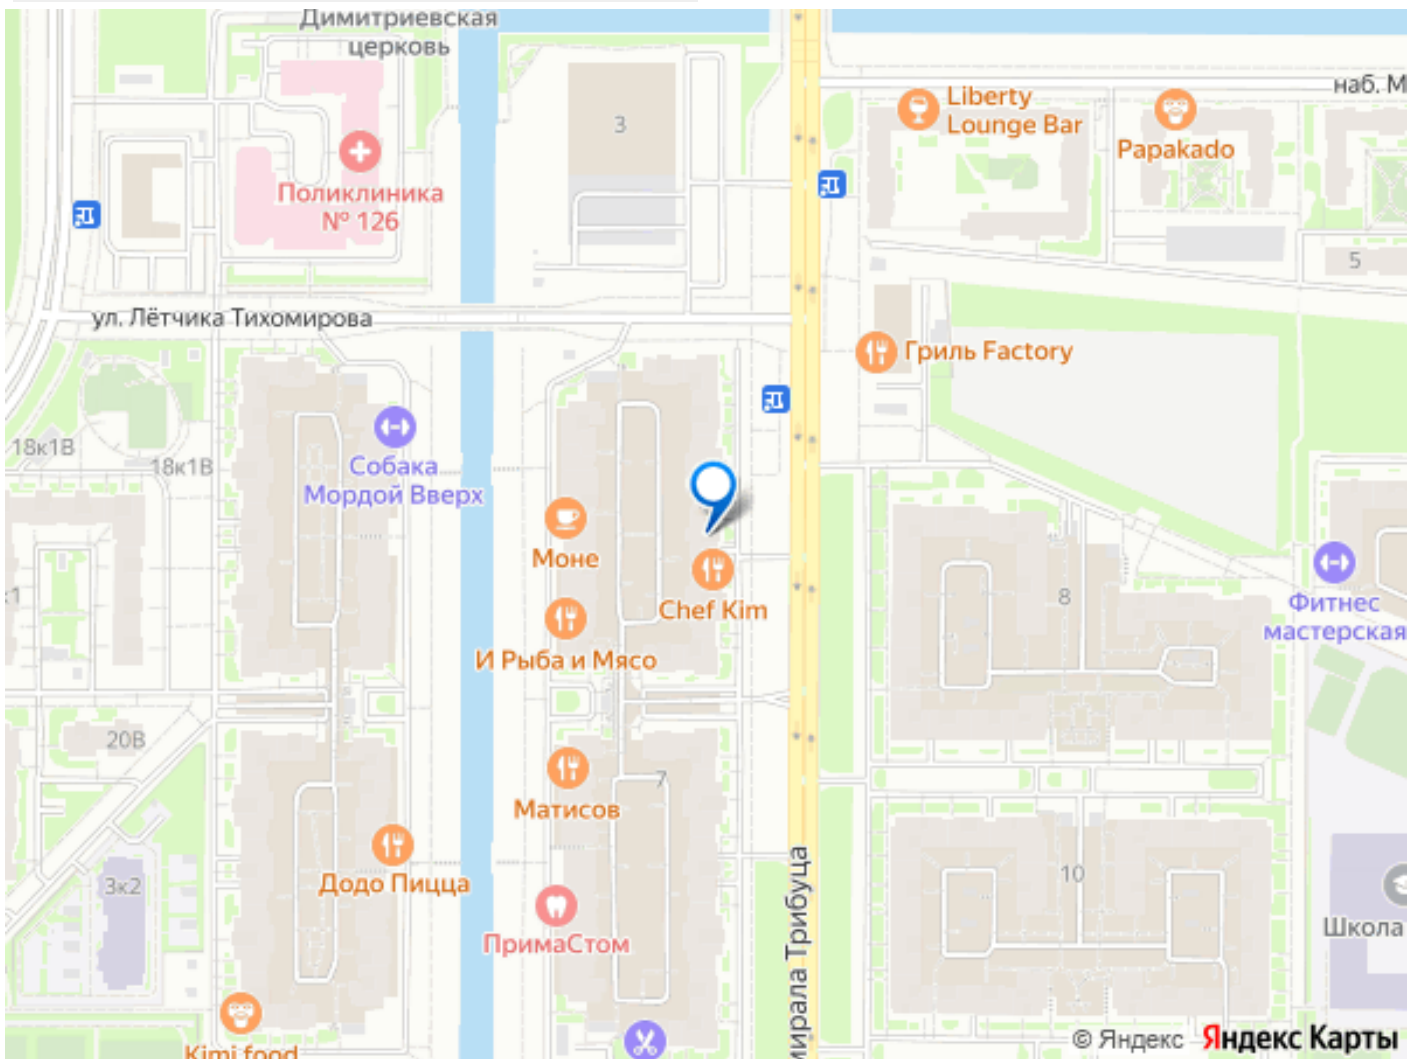 Димитриевская
церковь
наб. М
Liberty
Lounge Bar
3
Papakado
Поликлиника
№ 126
5
ул. Лётчика Тихомирова
Гриль Factory
18к1В
18к1В
Собака
Мордой Вверх
Моне
Chef Kim
8
Фитнес
мастерская
к1
И Рыба и Мясо
20В
7
Матисов
Додо Пицца
3к2
10
Школа
ПримаСтом
мирала Трибуца
Kimi food
© Яндекс Яндекс Карты